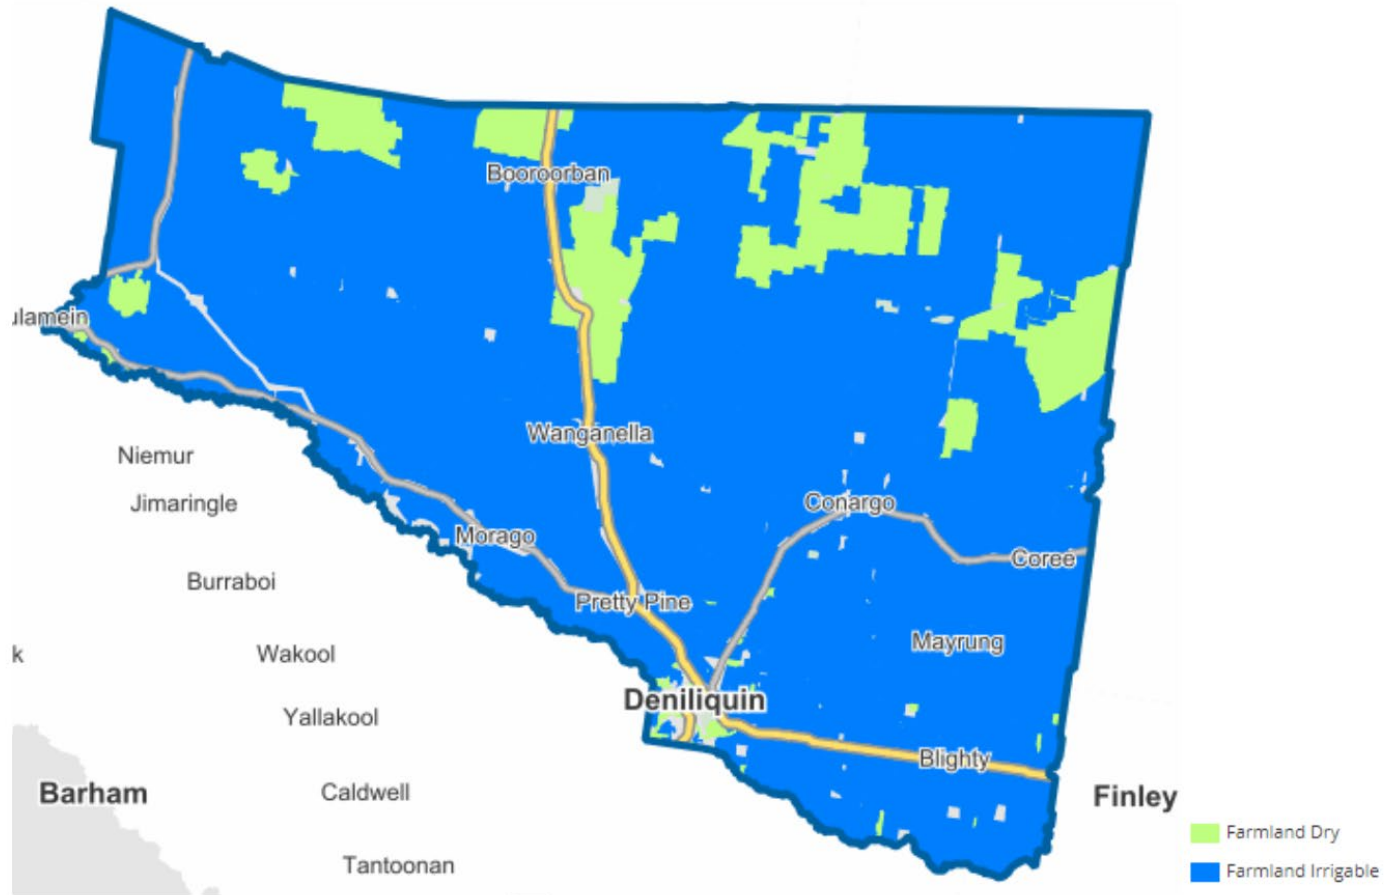 Booroorban
ulamein
Wanganella
Niemur
Conargo
Jimaringle
Morago
Coree
Burraboi
Pretty Pine
Mayrung
k
Wakool
Deniliquin
Yallakool
Blighty
Barham
Caldwell
Finley
Farmland Dry
Tantoonan
Farmland Irrigable